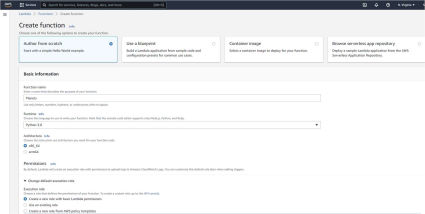 Services
Search for services, features, blogs, docs, and more
[Alt+S]
N. Virginia
Lambda > Functions > Create function
Create function Info
Choose one of the following options to create your function.
Author from scratch
Start with a simple Hello World example.
Use a blueprint
Build a Lambda application from sample code and configuration presets for common use cases.
Container image
Select a container image to deploy for your function.
Browse serverless app repository
Deploy a sample Lambda application from the AWS Serverless Application Repository.
Basic information
Function name
Enter a name that describes the purpose of your function.
Use only letters, numbers, hyphens, or underscores with no spaces.
Runtime Info
Choose the language to use to write your function. Note that the console code editor supports only Node.js, Python, and Ruby.
Architecture Info
Choose the instruction set architecture you want for your function code.
x86_64
arm64
Permissions Info
By default, Lambda will create an execution role with permissions to upload logs to Amazon CloudWatch Logs. You can customize this default role later when adding triggers.
Change default execution role
Execution role
Choose a role that defines the permissions of your function. To create a custom role, go to the IAM console.
Create a new role with basic Lambda permissions
Use an existing role
Create a new role from AWS policy templates